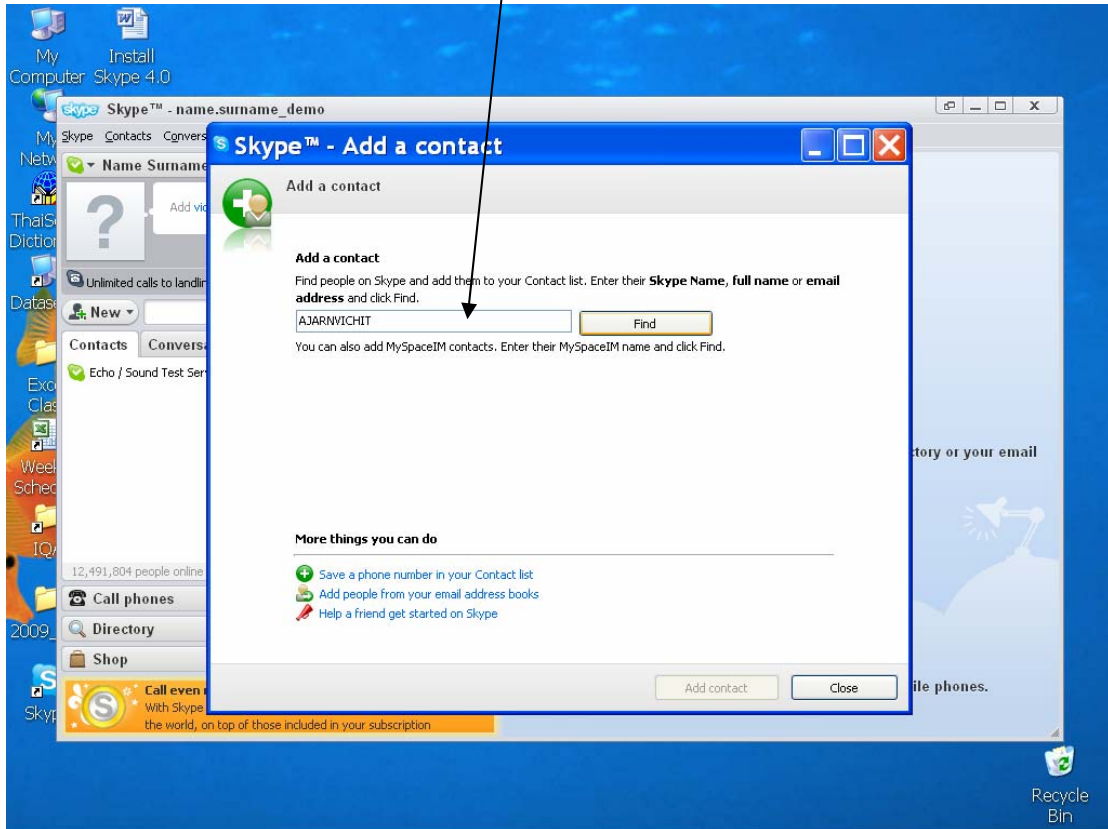 My Computer
Install Skype 4.0
skype Skype™ - name.surname_demo
Skype Contacts
Name Surname
Add
Unlimited calls to
New
Contacts
Echo / Sound Test
12,491,804 people online
Call phones
Directory
Shop
Call even
With Skype
the world, on top of those included in your subscription
Skype™ - Add a contact
Add a contact
Add a contact
Find people on Skype and add them to your Contact list. Enter their Skype Name, full name or email
address and click Find.
AJARNVICHIT
Find
You can also add MySpaceIM contacts. Enter their MySpaceIM name and click Find.
More things you can do
Save a phone number in your Contact list
Add people from your email address books
Help a friend get started on Skype
Add contact
Close
or your email
phones.
My
2009_
Recycle
Bin